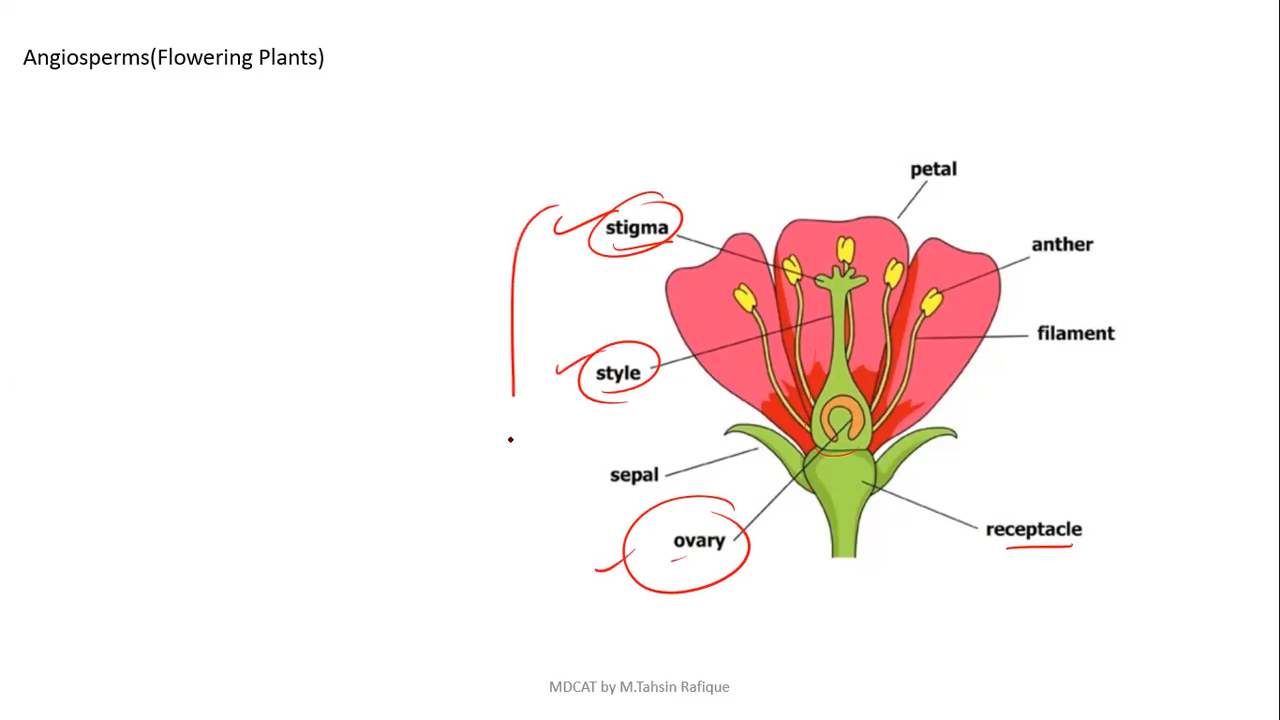 Angiosperms(Flowering Plants)
petal
stigma
anther
filament
style
sepal
receptacle
ovary
MDCAT by M.Tahsin Rafique